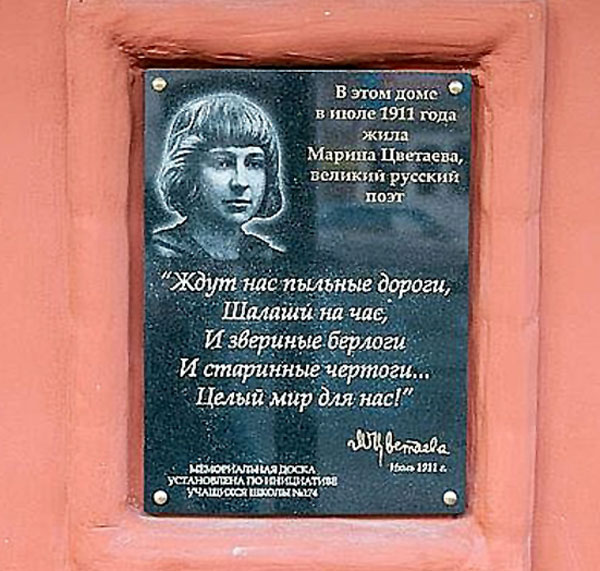 В этом доме
в июле 1911 года
жила
Марина Цветаева,
великий русский
поэт
“Ждут нас пыльные дороги,
Шалаши на час,
И звериные берлоги
И старинные чертоги...
Целый мир для нас!”
МЦветаева
Июль 1911 г.
МЕМОРИАЛЬНАЯ ДОСКА
УСТАНОВЛЕНА ПО ИНИЦИАТИВЕ
УЧАЩИХСЯ ШКОЛЫ №174